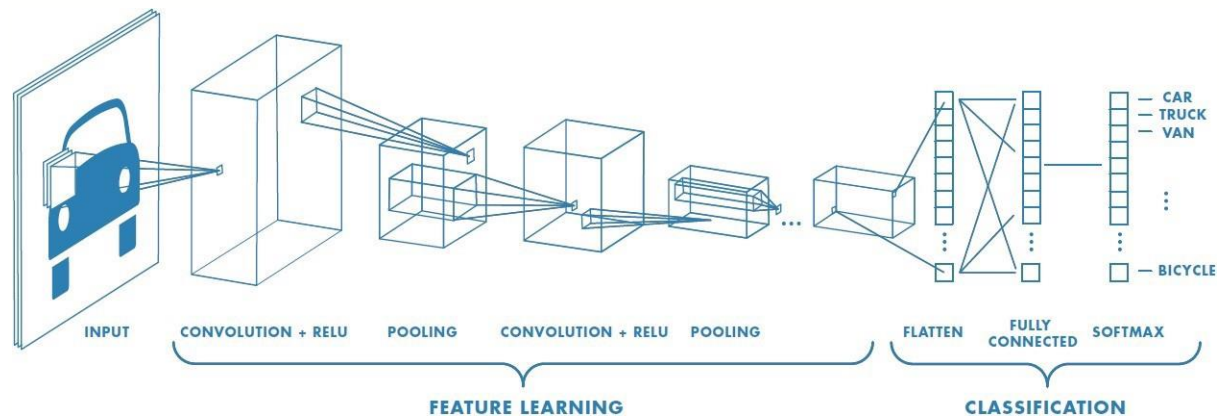 CAR
TRUCK
VAN
BICYCLE
INPUT
CONVOLUTION + RELU
POOLING
CONVOLUTION + RELU
POOLING
FLATTEN
FULLY
CONNECTED
SOFTMAX
FEATURE LEARNING
CLASSIFICATION